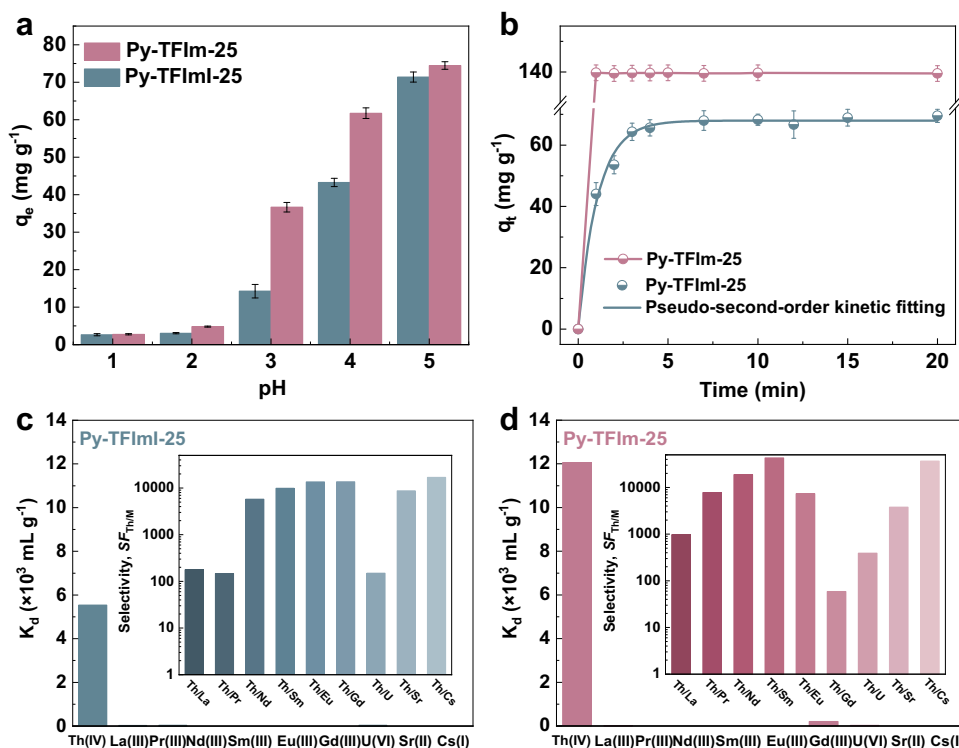 a
Py-TFIm-25
Py-TFImI-25
qe (mg g⁻¹)
80
70
60
50
40
30
20
10
0
1 2 3 4 5
pH
b
qt (mg g⁻¹)
140
60
40
20
0
Py-TFIm-25
Py-TFImI-25
Pseudo-second-order kinetic fitting
0 5 10 15 20
Time (min)
c
Py-TFImI-25
Kd (×10³ mL g⁻¹)
14
12
10
8
6
4
2
0
Selectivity, SFTh/M
10000
1000
100
10
1
Th/La Th/Pr Th/Nd Th/Sm Th/Eu Th/Gd Th/U Th/Sr Th/Cs
Th(IV) La(III) Pr(III) Nd(III) Sm(III) Eu(III) Gd(III) U(VI) Sr(II) Cs(I)
d
Py-TFIm-25
Kd (×10³ mL g⁻¹)
14
12
10
8
6
4
2
0
Selectivity, SFTh/M
10000
1000
100
10
1
Th/La Th/Pr Th/Nd Th/Sm Th/Eu Th/Gd Th/U Th/Sr Th/Cs
Th(IV) La(III) Pr(III) Nd(III) Sm(III) Eu(III) Gd(III) U(VI) Sr(II) Cs(I)